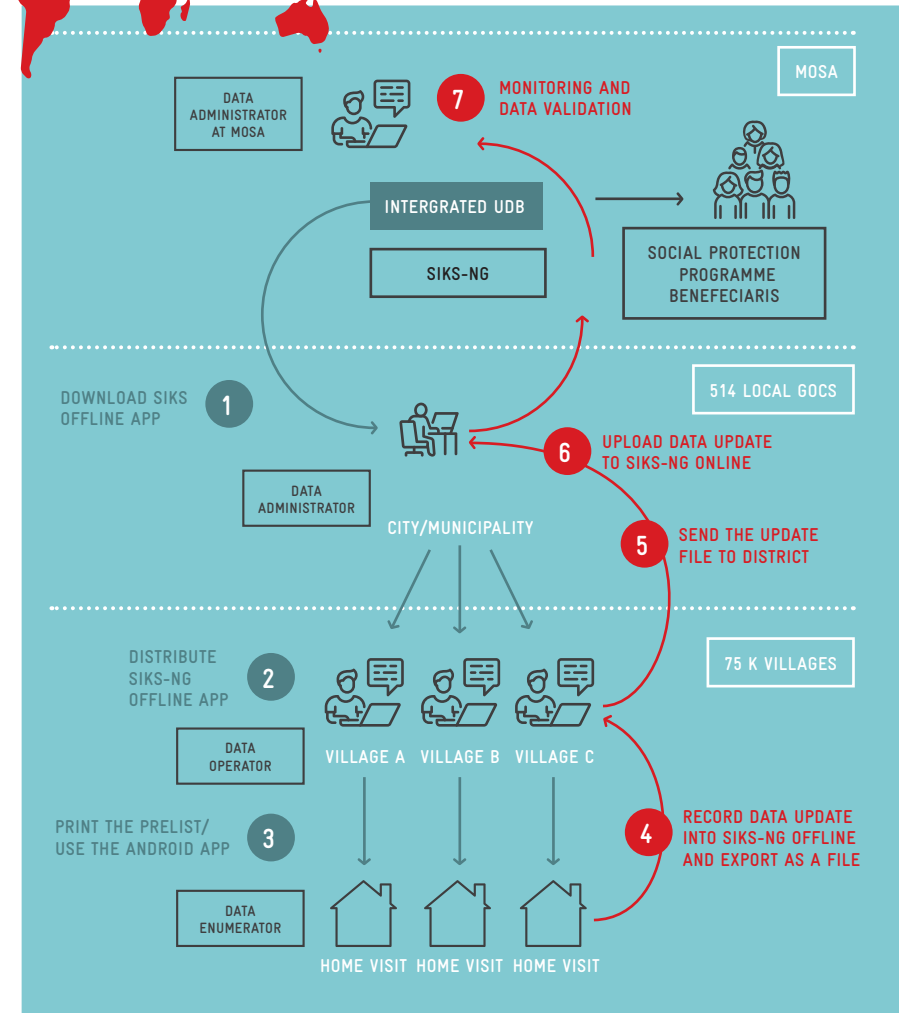 MOSA
DATA
ADMINISTRATOR
AT MOSA
7
MONITORING AND
DATA VALIDATION
INTERGRATED UDB
SIKS-NG
SOCIAL PROTECTION
PROGRAMME
BENEFECIARIS
514 LOCAL GOCS
DOWNLOAD SIKS
OFFLINE APP
1
6
UPLOAD DATA UPDATE
TO SIKS-NG ONLINE
DATA
ADMINISTRATOR
CITY/MUNICIPALITY
5
SEND THE UPDATE
FILE TO DISTRICT
75 K VILLAGES
DISTRIBUTE
SIKS-NG
OFFLINE APP
2
DATA
OPERATOR
VILLAGE A
VILLAGE B
VILLAGE C
PRINT THE PRELIST/
USE THE ANDROID APP
3
4
RECORD DATA UPDATE
INTO SIKS-NG OFFLINE
AND EXPORT AS A FILE
DATA
ENUMERATOR
HOME VISIT
HOME VISIT
HOME VISIT